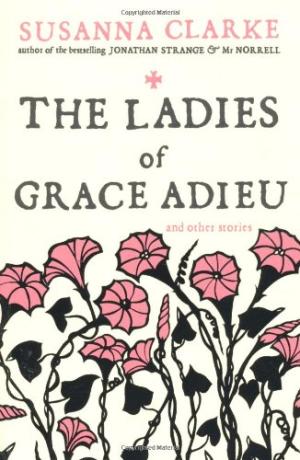 SUSANNA CLARKE
author of the bestselling JONATHAN STRANGE & Mr NORRELL
THE LADIES
of
GRACE ADIEU
and other stories